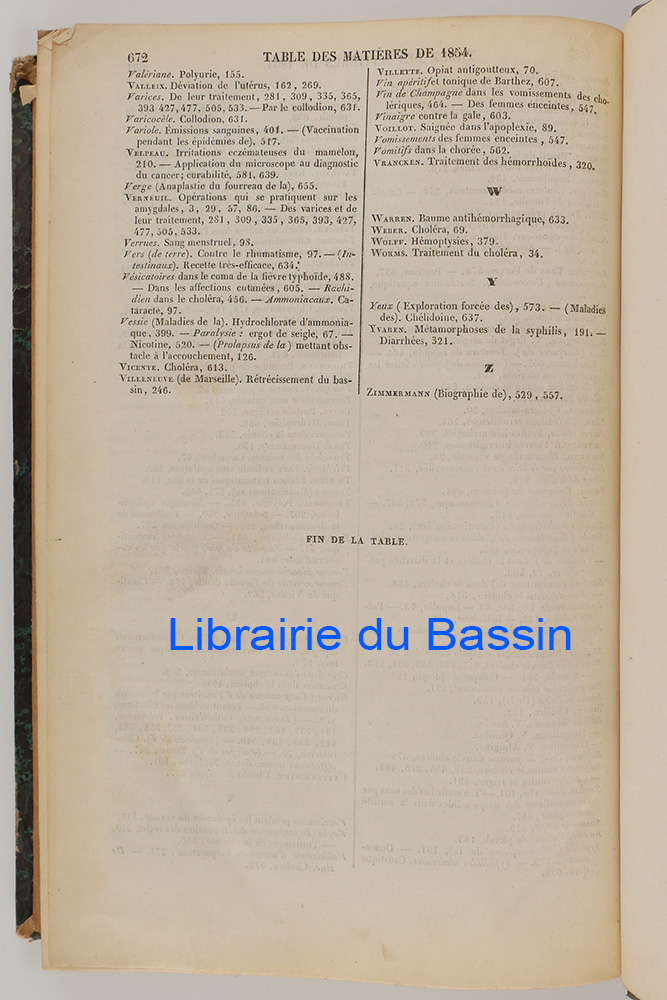 672
TABLE DES MATIÈRES DE 1854.
Valériane. Polyurie, 155.
VALLEIX. Déviation de l'utérus, 162, 269.
Varices. De leur traitement, 281, 309, 335, 365,
393 427, 477, 505, 533. — Par le collodion, 631.
Varicocèle. Collodion, 631.
Variole. Émissions sanguines, 401. — (Vaccination
pendant les épidémies de), 517.
VELPEAU. Irritations eczémateuses du mamelon,
210. — Application du microscope au diagnostic
du cancer; curabilité, 581, 639.
Verge (Anaplastie du fourreau de la), 655.
VERNEUIL. Opérations qui se pratiquent sur les
amygdales, 3, 29, 57, 86. — Des varices et de
leur traitement, 281, 309, 335, 365, 393, 427,
477, 505, 533.
Verrues. Sang menstruel, 98.
Vers (de terre). Contre le rhumatisme, 97. — (In-
testinaux). Recette très-efficace, 634.
Vésicatoires dans le coma de la fièvre typhoïde, 488.
— Dans les affections cutanées, 605. — Rachi-
dien dans le choléra, 456. — Ammoniacaux. Ca-
taracte, 97.
Vessie (Maladies de la). Hydrochlorate d'ammonia-
que, 399. — Paralysie: ergot de seigle, 67. —
Nicotine, 520. — (Prolapsus de la) mettant obs-
tacle à l'accouchement, 126.
VICENTE. Choléra, 613.
VILLENEUVE (de Marseille). Rétrécissement du bas-
sin, 246.
VILLETTE. Opiat antigoutteux, 70.
Vin apéritif et tonique de Barthez, 607.
Vin de Champagne dans les vomissements des cho-
lériques, 464. — Des femmes enceintes, 547.
Vinaigre contre la gale, 603.
VOILLOT. Saignée dans l'apoplexie, 89.
Vomissements des femmes enceintes, 547.
Vomitifs dans la chorée, 562.
VRANCKEN. Traitement des hémorrhoïdes, 320.
W
WARREN. Baume antihémorrhagique, 633.
WEBER. Choléra, 69.
WOLFF. Hémoptysies, 379.
WORMS. Traitement du choléra, 34.
Y
Yeux (Exploration forcée des), 573. — (Maladies
des). Chélidoine, 637.
YVAREN. Métamorphoses de la syphilis, 191. —
Diarrhées, 321.
Z
ZIMMERMANN (Biographie de), 529, 557.
FIN DE LA TABLE.
Librairie du Bassin